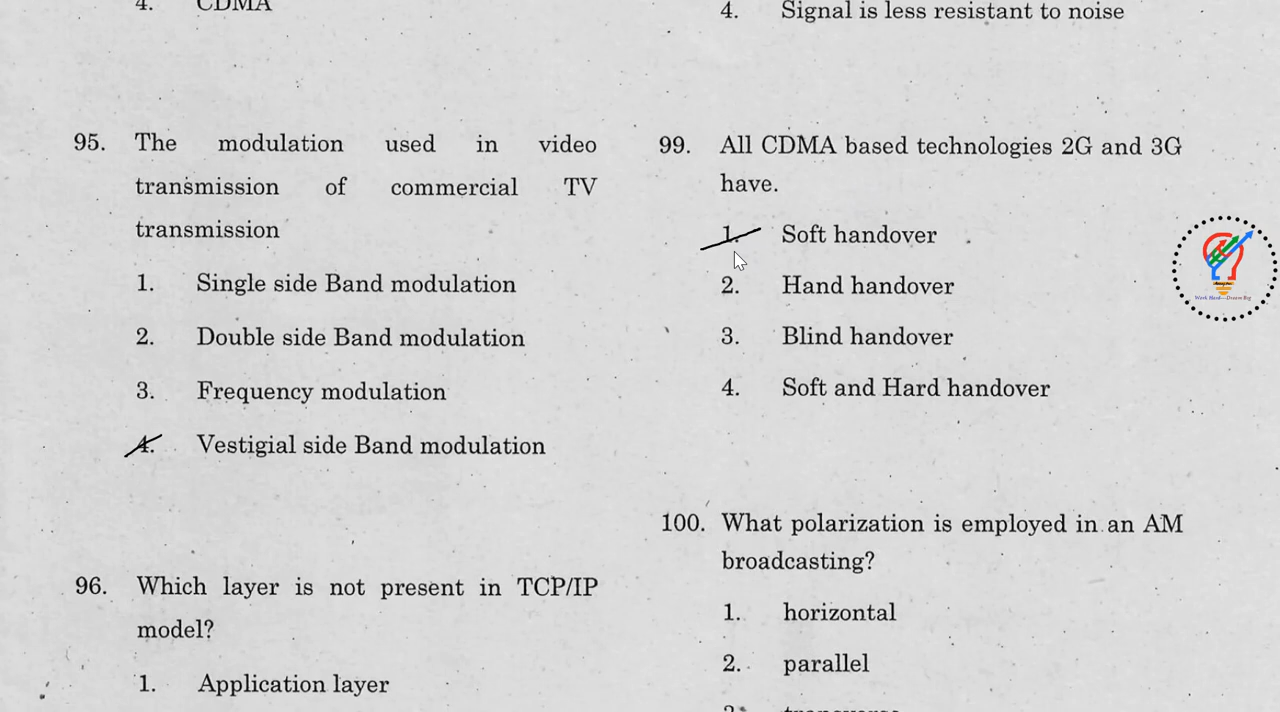 4. CDMA
95. The modulation used in video
transmission of commercial TV
transmission
1. Single side Band modulation
2. Double side Band modulation
3. Frequency modulation
4. Vestigial side Band modulation
96. Which layer is not present in TCP/IP
model?
1. Application layer
4. Signal is less resistant to noise
99. All CDMA based technologies 2G and 3G
have.
1. Soft handover
2. Hand handover
3. Blind handover
4. Soft and Hard handover
100. What polarization is employed in an AM
broadcasting?
1. horizontal
2. parallel
Work Hard---Dream Big